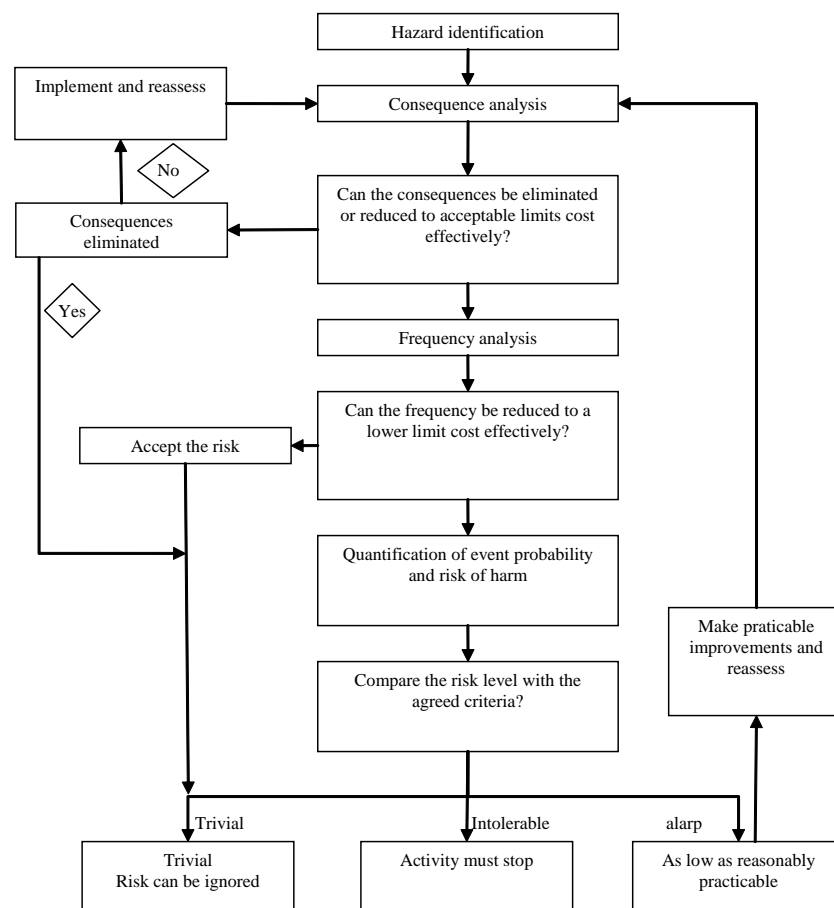 Hazard identification
Implement and reassess
Consequence analysis
No
Can the consequences be eliminated
or reduced to acceptable limits cost
effectively?
Consequences
eliminated
Yes
Frequency analysis
Can the frequency be reduced to a
lower limit cost effectively?
Accept the risk
Quantification of event probability
and risk of harm
Make praticable
improvements and
reassess
Compare the risk level with the
agreed criteria?
Trivial
Intolerable
alarp
Trivial
Risk can be ignored
Activity must stop
As low as reasonably
practicable